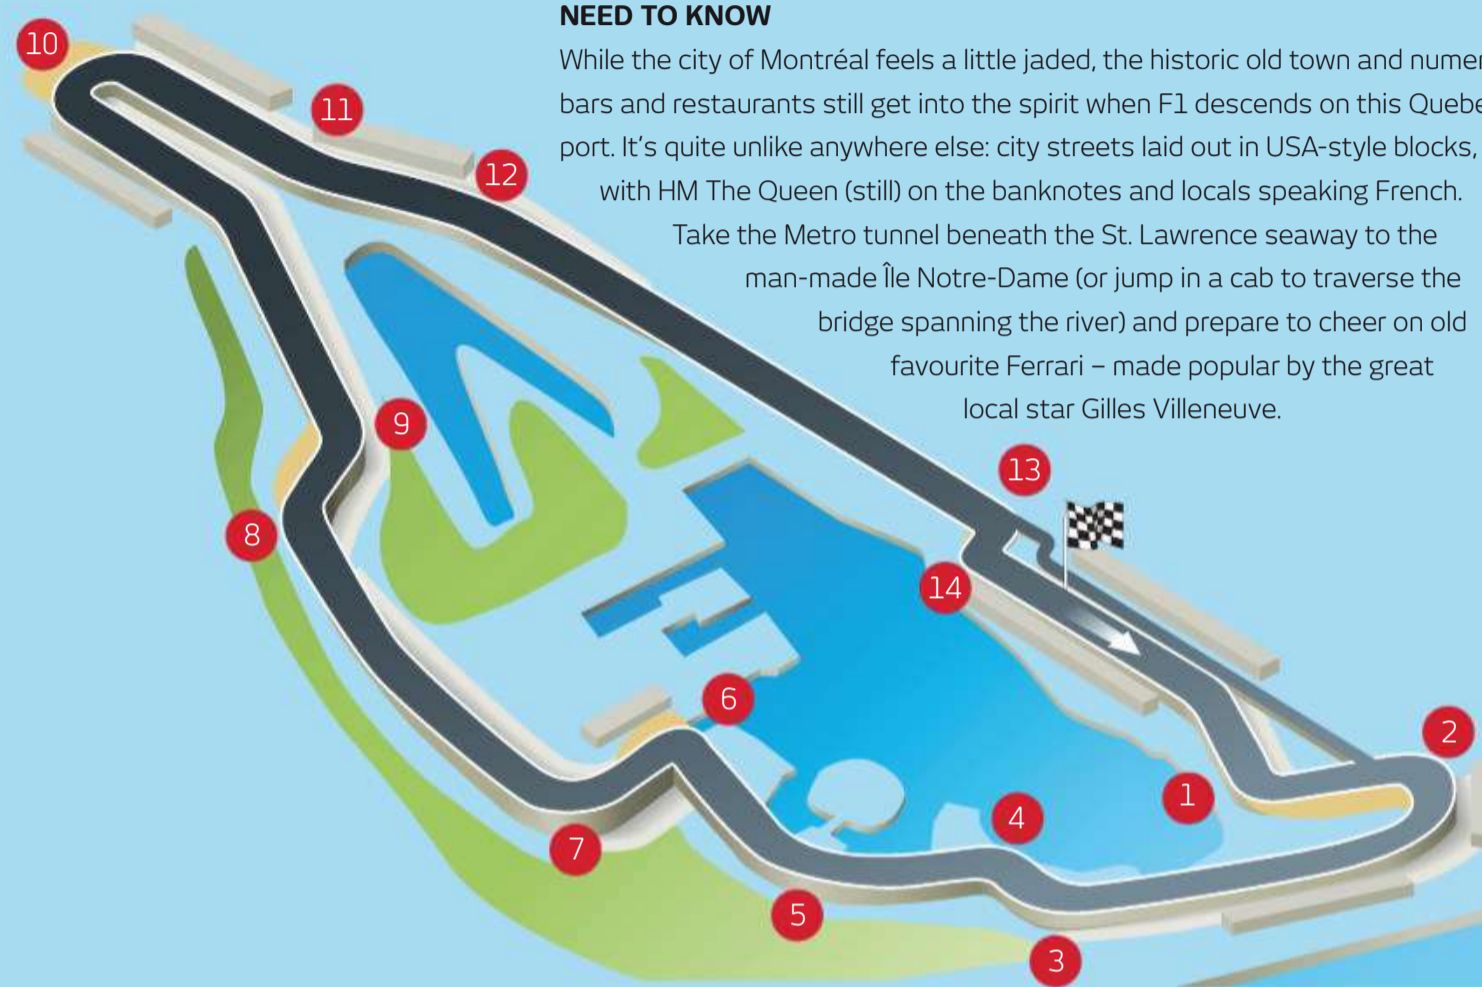 NEED TO KNOW
While the city of Montréal feels a little jaded, the historic old town and
bars and restaurants still get into the spirit when F1 descends on this
port. It’s quite unlike anywhere else: city streets laid out in USA-style blocks,
with HM The Queen (still) on the banknotes and locals speaking French.
Take the Metro tunnel beneath the St. Lawrence seaway to the
man-made Île Notre-Dame (or jump in a cab to traverse the
bridge spanning the river) and prepare to cheer on old
favourite Ferrari – made popular by the great
local star Gilles Villeneuve.
10
11
12
9
13
8
14
6
2
1
4
7
5
3